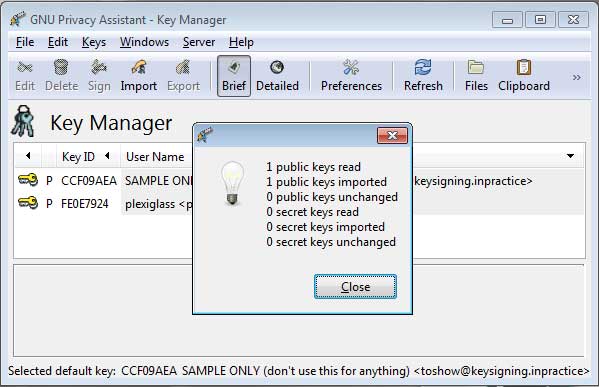 GNU Privacy Assistant - Key Manager
File Edit Keys Windows Server Help
Edit Delete Sign Import Export Brief Detailed Preferences Refresh Files Clipboard »
Key Manager
Key ID User Name
P CCF09AEA SAMPLE ONLY keysigning.inpractice>
P FE0E7924 plexiglass <p
1 public keys read
1 public keys imported
0 public keys unchanged
0 secret keys read
0 secret keys imported
0 secret keys unchanged
Close
Selected default key: CCF09AEA SAMPLE ONLY (don't use this for anything) <toshow@keysigning.inpractice>